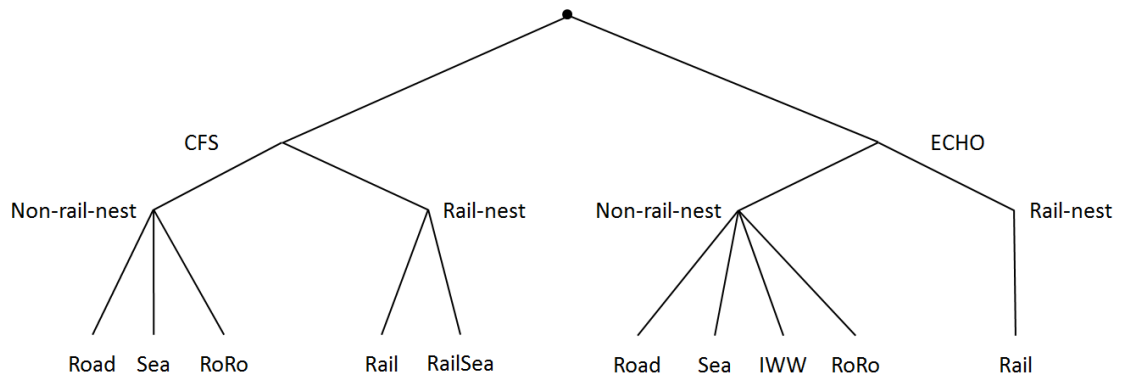 CFS
ECHO
Non-rail-nest
Rail-nest
Non-rail-nest
Rail-nest
Road Sea RoRo Rail RailSea Road Sea IWW RoRo Rail